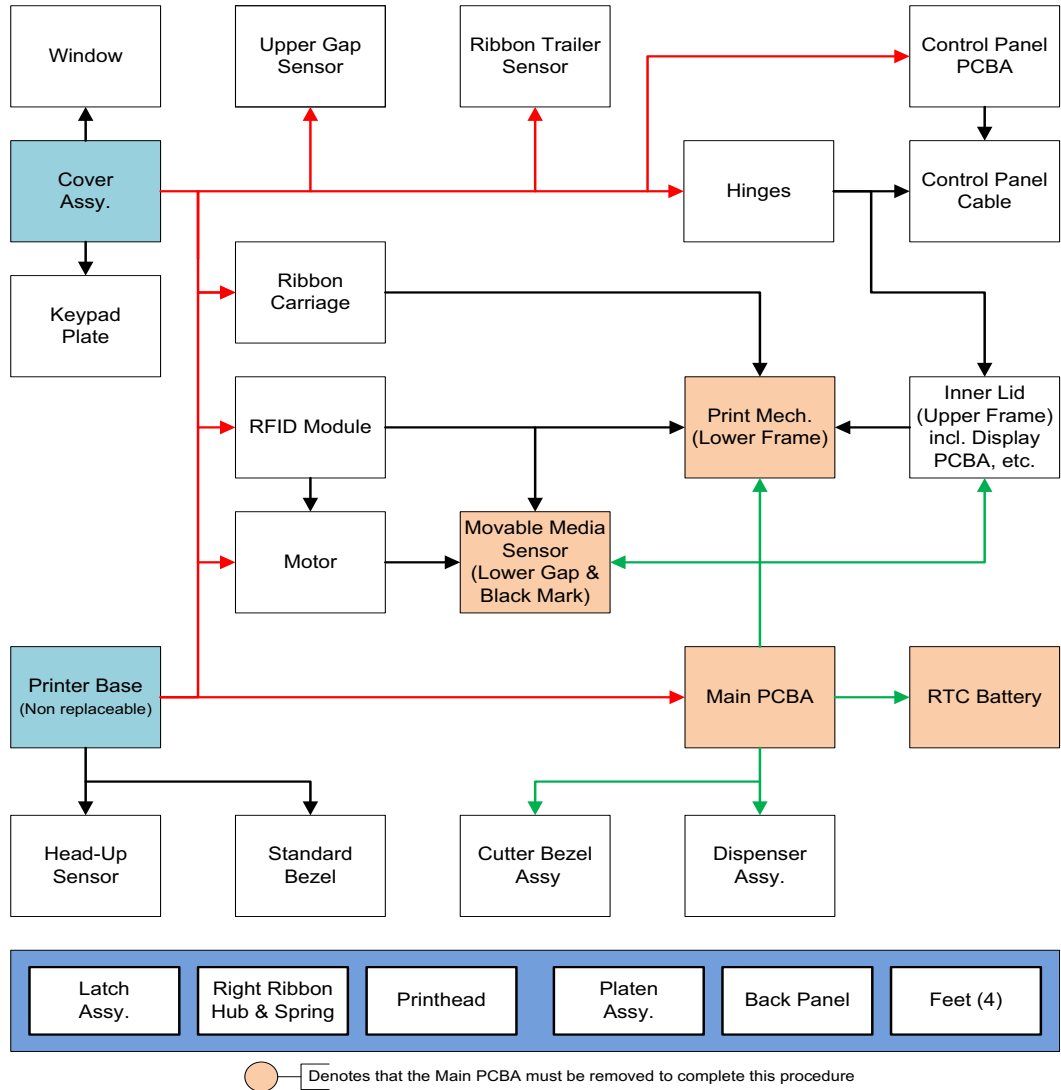 Window
Upper Gap
Sensor
Ribbon Trailer
Sensor
Control Panel
PCBA
Cover
Assy.
Hinges
Control Panel
Cable
Keypad
Plate
Ribbon
Carriage
RFID Module
Print Mech.
(Lower Frame)
Inner Lid
(Upper Frame)
incl. Display
PCBA, etc.
Motor
Movable Media
Sensor
(Lower Gap &
Black Mark)
Printer Base
(Non replaceable)
Main PCBA
RTC Battery
Head-Up
Sensor
Standard
Bezel
Cutter Bezel
Assy
Dispenser
Assy.
Latch
Assy.
Right Ribbon
Hub & Spring
Printhead
Platen
Assy.
Back Panel
Feet (4)
Denotes that the Main PCBA must be removed to complete this procedure